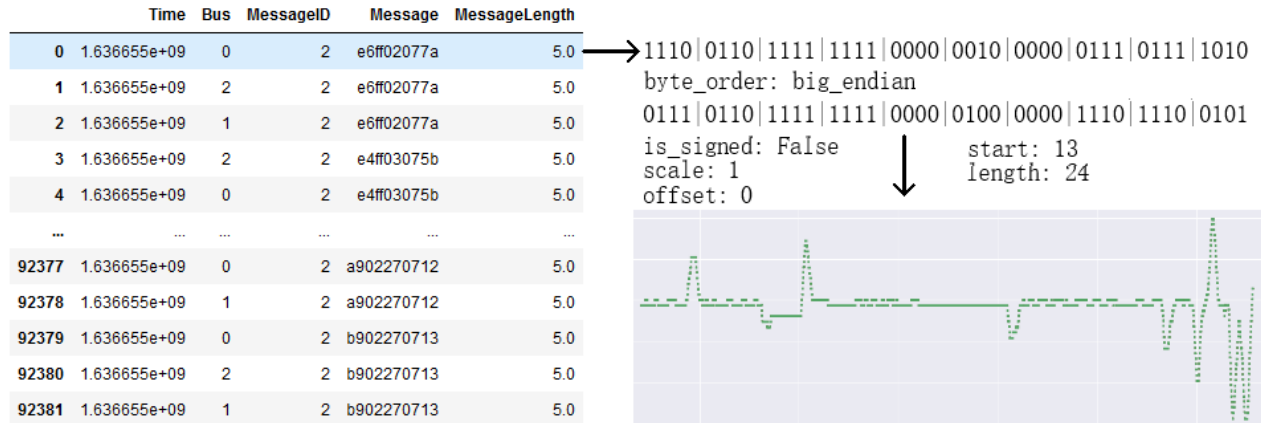 Time Bus MessageID Message MessageLength
0 1.636655e+09 0 2 e6ff02077a 5.0
1 1.636655e+09 2 2 e6ff02077a 5.0
2 1.636655e+09 1 2 e6ff02077a 5.0
3 1.636655e+09 2 2 e4ff03075b 5.0
4 1.636655e+09 0 2 e4ff03075b 5.0
... ... ... ... ... ...
92377 1.636655e+09 0 2 a902270712 5.0
92378 1.636655e+09 1 2 a902270712 5.0
92379 1.636655e+09 0 2 b902270713 5.0
92380 1.636655e+09 2 2 b902270713 5.0
92381 1.636655e+09 1 2 b902270713 5.0
1110|0110|1111|1111|0000|0010|0000|0111|0111|1010
byte_order: big_endian
0111|0110|1111|1111|0000|0100|0000|1110|1110|0101
is_signed: False
scale: 1
offset: 0
start: 13
length: 24